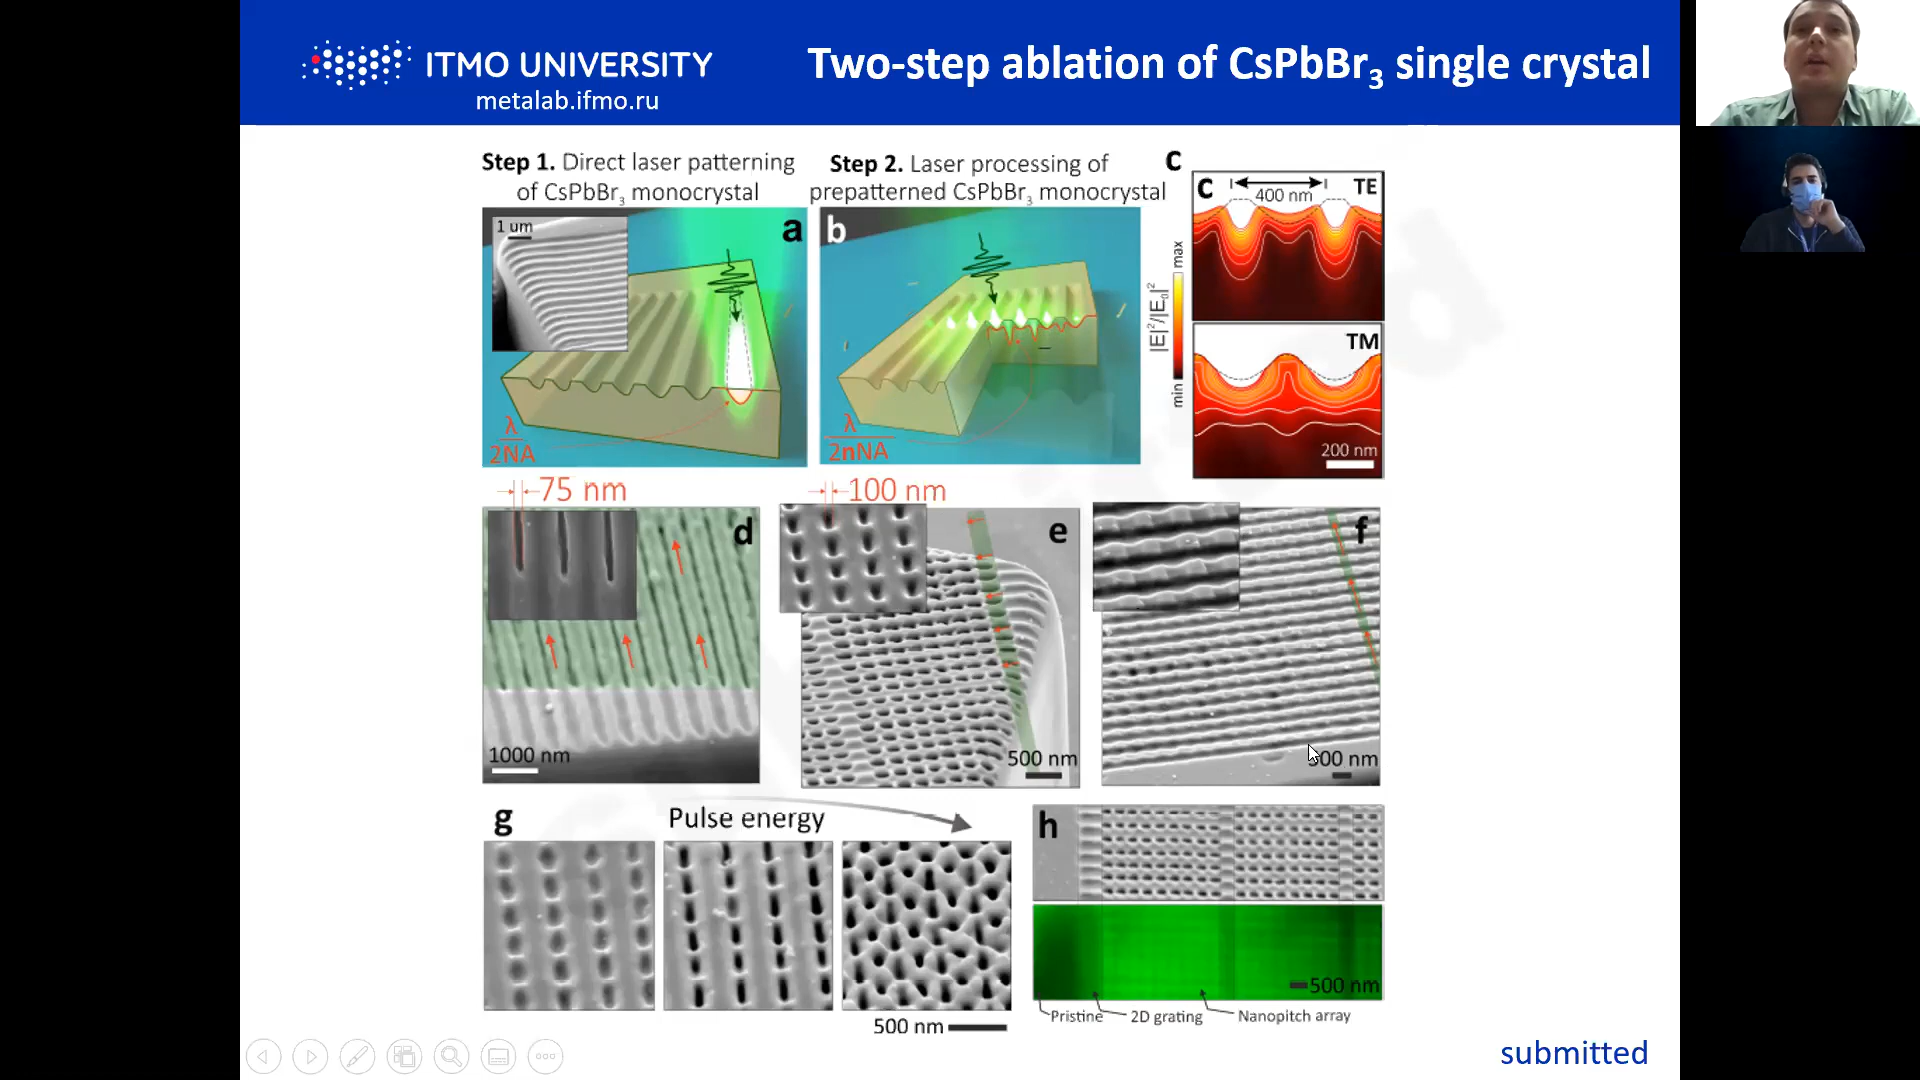 ITMO UNIVERSITY
metalab.ifmo.ru
Two-step ablation of CsPbBr₃ single crystal
Step 1. Direct laser patterning
of CsPbBr₃ monocrystal
Step 2. Laser processing of
prepatterned CsPbBr₃ monocrystal
c
1 um
a
λ
2NA
b
λ
2nNA
c
400 nm
TE
max
|E|²/|E₀|²
min
TM
200 nm
75 nm
100 nm
d
1000 nm
e
500 nm
f
500 nm
g
Pulse energy
500 nm
h
500 nm
Pristine
2D grating
Nanopitch array
submitted